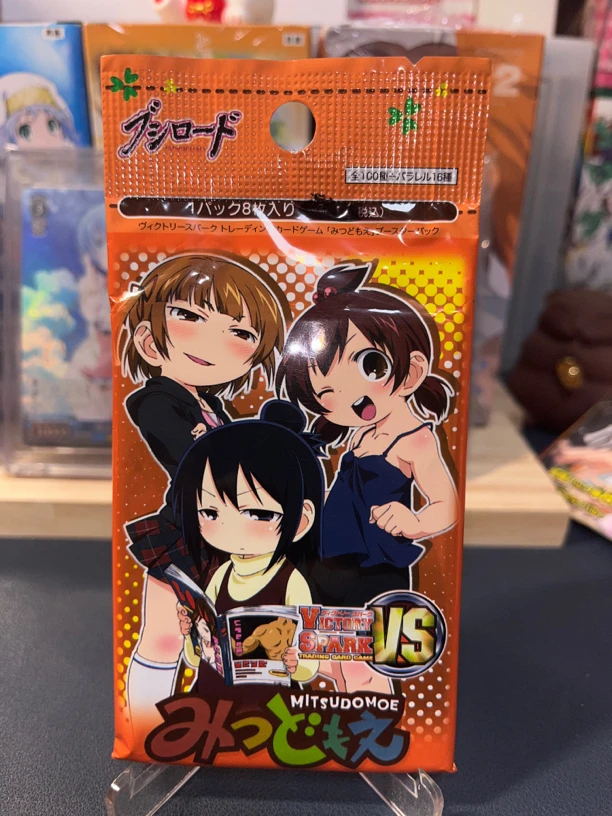 ブシロード
全100種+パラレル16種
1パック8枚入り
税込)
ヴィクトリースパーク トレーディングカードゲーム「みつどもえ」ブースターパック
VICTORY
SPARK
TRADING CARD GAME
VS
MITSUDOMOE
みつどもえ
2